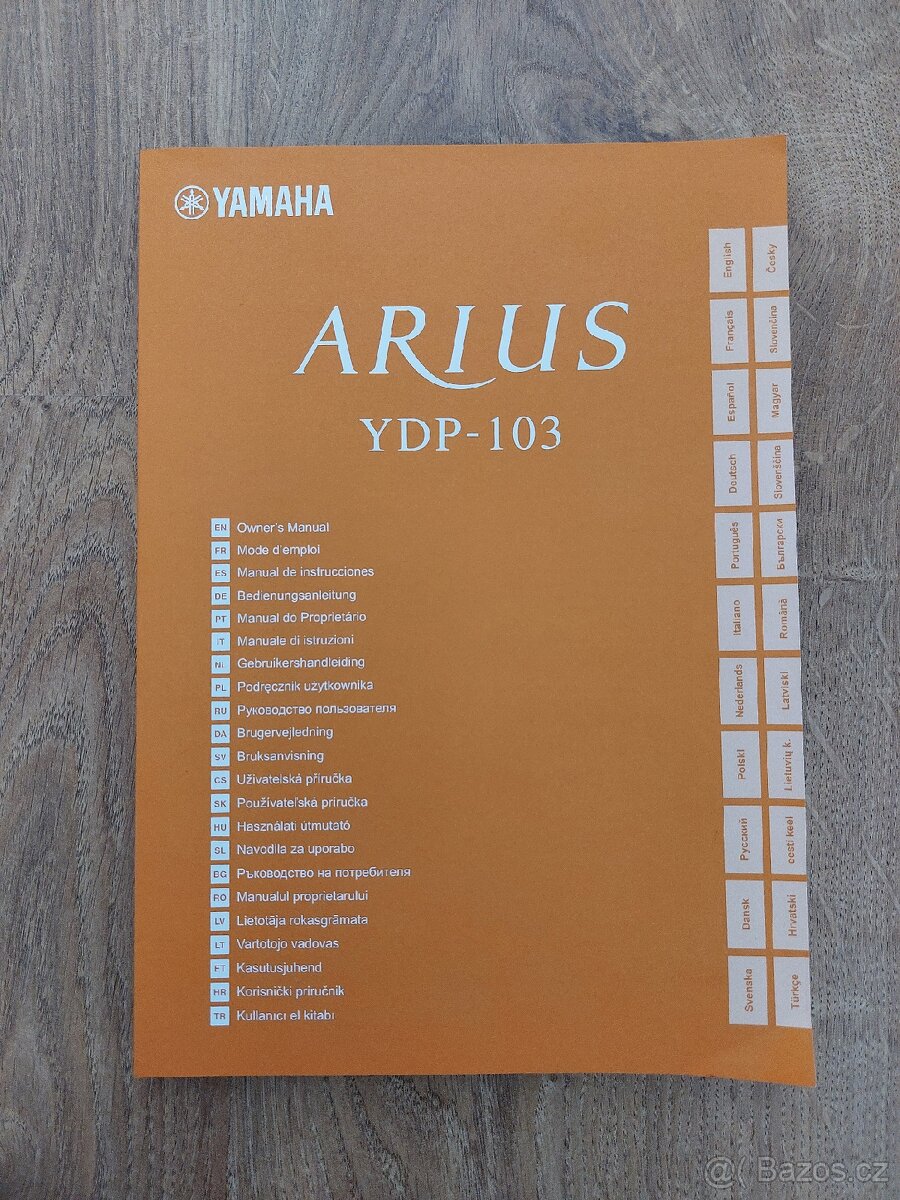 YAMAHA
ARIUS
YDP-103
EN Owner's Manual
FR Mode d'emploi
ES Manual de instrucciones
DE Bedienungsanleitung
PT Manual do Proprietário
IT Manuale di istruzioni
NL Gebruikershandleiding
PL Podręcznik użytkownika
RU Руководство пользователя
DA Brugervejledning
SV Bruksanvisning
CS Uživatelská příručka
SK Používateľská príručka
HU Használati útmutató
SL Navodila za uporabo
BG Ръководство на потребителя
RO Manualul proprietarului
LV Lietotāja rokasgrāmata
LT Vartotojo vadovas
ET Kasutusjuhend
HR Korisnički priručnik
TR Kullanıcı el kitabı
English
Français
Español
Deutsch
Português
Italiano
Nederlands
Polski
Русский
Dansk
Svenska
Česky
Slovenčina
Magyar
Slovenščina
Български
Română
Latviski
Lietuvių k.
eesti keel
Hrvatski
Türkçe
@( Bazos.cz